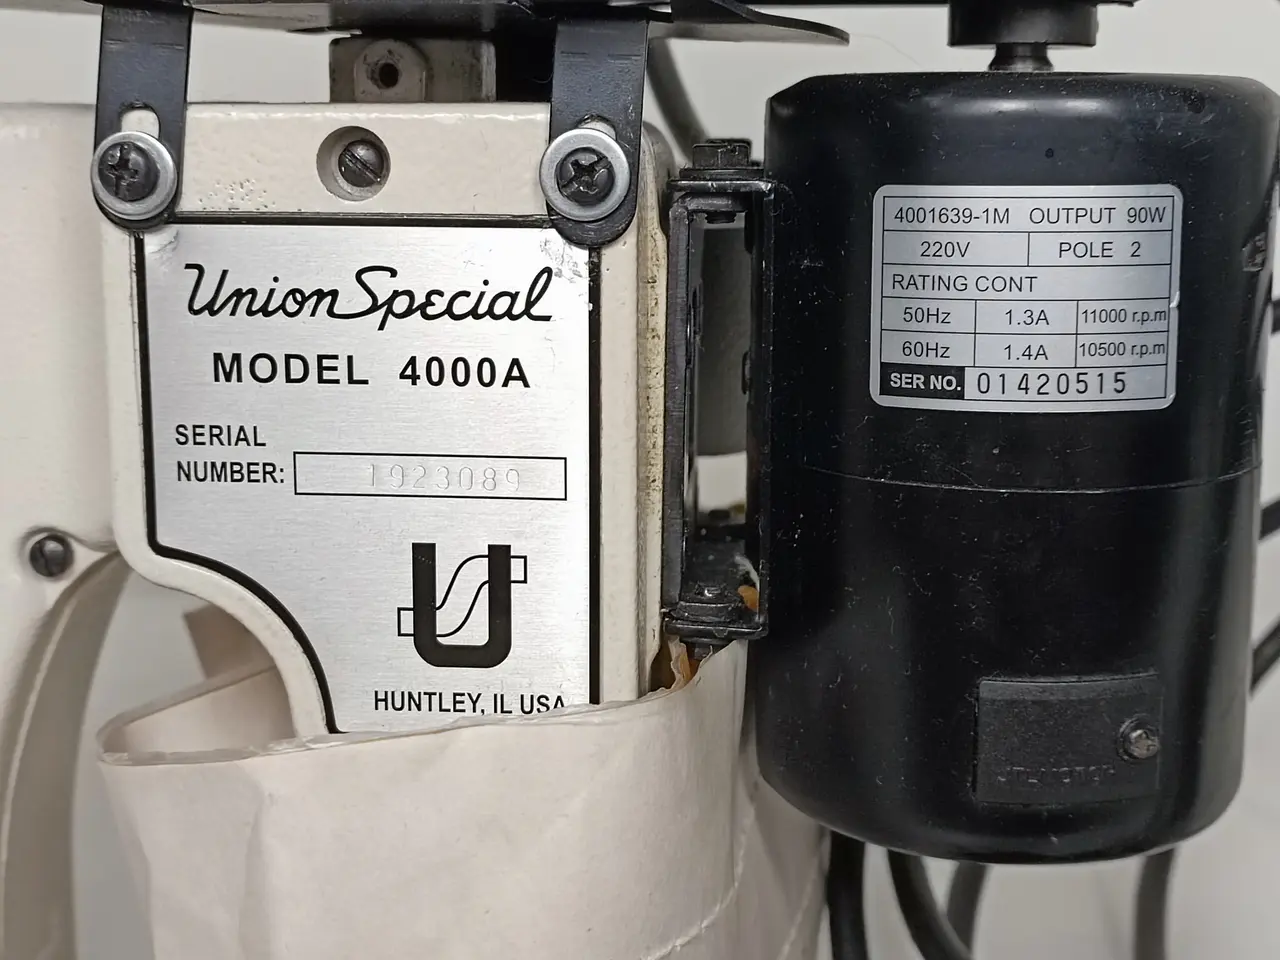 Union Special
MODEL 4000A
SERIAL
NUMBER: 1923089
HUNTLEY, IL USA
4001639-1M OUTPUT 90W
220V POLE 2
RATING CONT
50Hz 1.3A 11000 r.p.m
60Hz 1.4A 10500 r.p.m
SER NO. 01420515